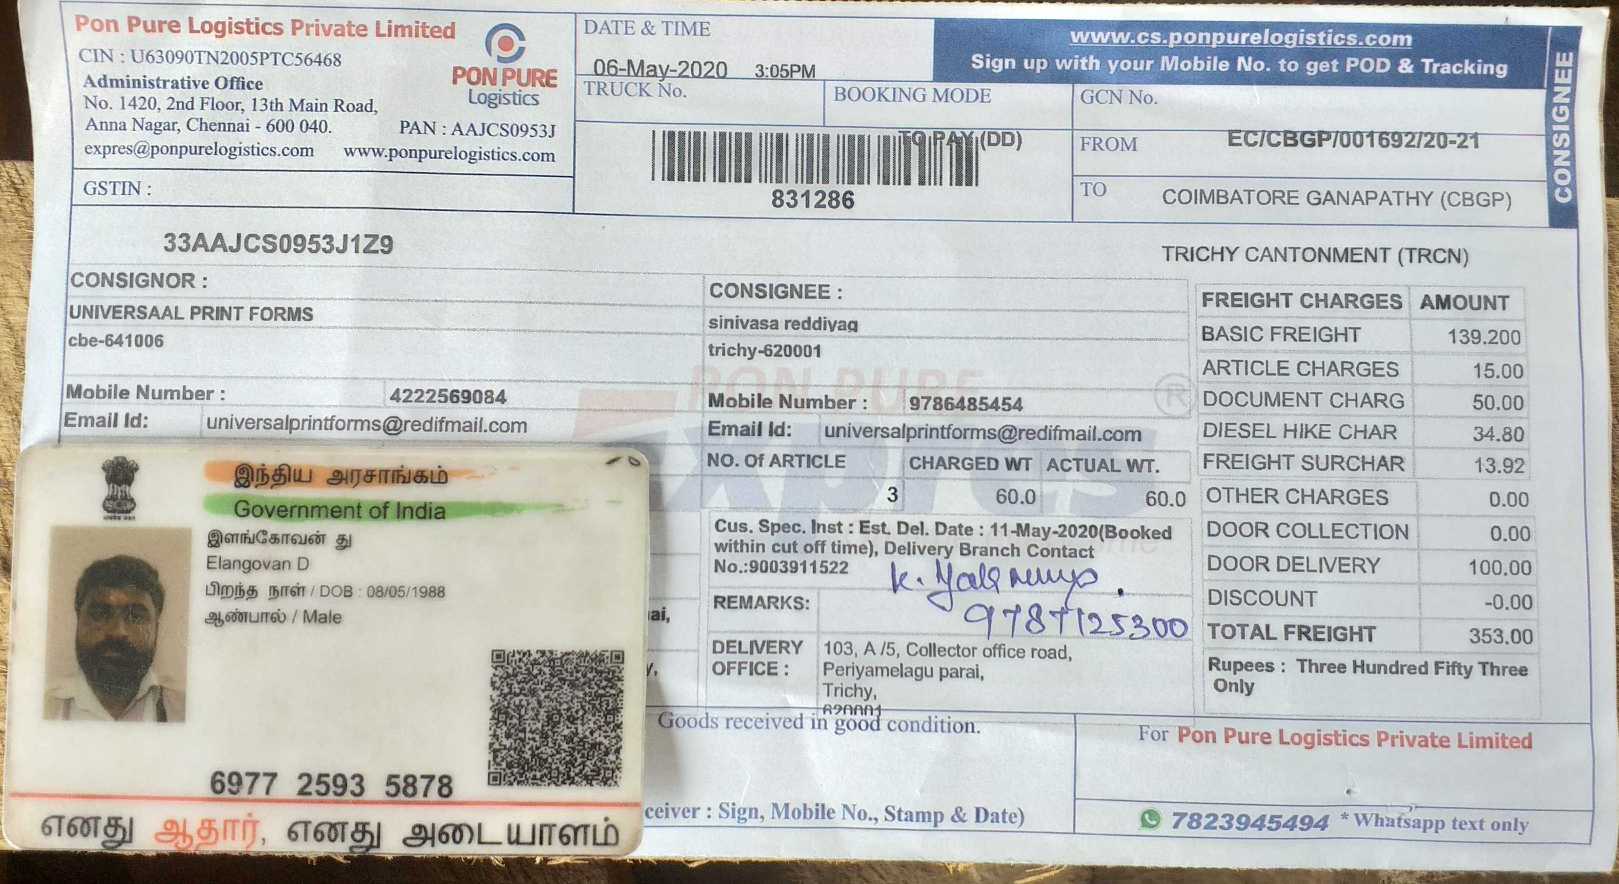 Pon Pure Logistics Private Limited
CIN : U63090TN2005PTC56468
Administrative Office
No. 1420, 2nd Floor, 13th Main Road,
Anna Nagar, Chennai - 600 040.
PAN : AAJCS0953J
expres@ponpurelogistics.com www.ponpurelogistics.com
PON PURE
Logistics
GSTIN :
33AAJCS0953J1Z9
DATE & TIME
06-May-2020 3:05PM
TRUCK No.
BOOKING MODE
TO PAY (DD)
831286
www.cs.ponpurelogistics.com
Sign up with your Mobile No. to get POD & Tracking
GCN No.
FROM EC/CBGP/001692/20-21
TO COIMBATORE GANAPATHY (CBGP)
TRICHY CANTONMENT (TRCN)
CONSIGNEE
CONSIGNOR :
UNIVERSAAL PRINT FORMS
cbe-641006
Mobile Number : 4222569084
Email Id: universalprintforms@redifmail.com
CONSIGNEE :
sinivasa reddiyag
trichy-620001
PON PURE
®
Mobile Number : 9786485454
Email Id: universalprintforms@redifmail.com
NO. Of ARTICLE CHARGED WT ACTUAL WT.
3 60.0 60.0
xpres
Cus. Spec. Inst : Est. Del. Date : 11-May-2020(Booked
within cut off time), Delivery Branch Contact
No.:9003911522
REMARKS:
9787125300
DELIVERY OFFICE :
103, A /5, Collector office road,
Periyamelagu parai,
Trichy,
620001
FREIGHT CHARGES AMOUNT
BASIC FREIGHT 139.200
ARTICLE CHARGES 15.00
DOCUMENT CHARG 50.00
DIESEL HIKE CHAR 34.80
FREIGHT SURCHAR 13.92
OTHER CHARGES 0.00
DOOR COLLECTION 0.00
DOOR DELIVERY 100.00
DISCOUNT -0.00
TOTAL FREIGHT 353.00
Rupees : Three Hundred Fifty Three
Only
Goods received in good condition.
ceiver : Sign, Mobile No., Stamp & Date)
For Pon Pure Logistics Private Limited
7823945494 * Whatsapp text only
இந்திய அரசாங்கம்
Government of India
இளங்கோவன் து
Elangovan D
பிறந்த நாள் / DOB : 08/05/1988
ஆண்பால் / Male
6977 2593 5878
எனது ஆதார், எனது அடையாளம்